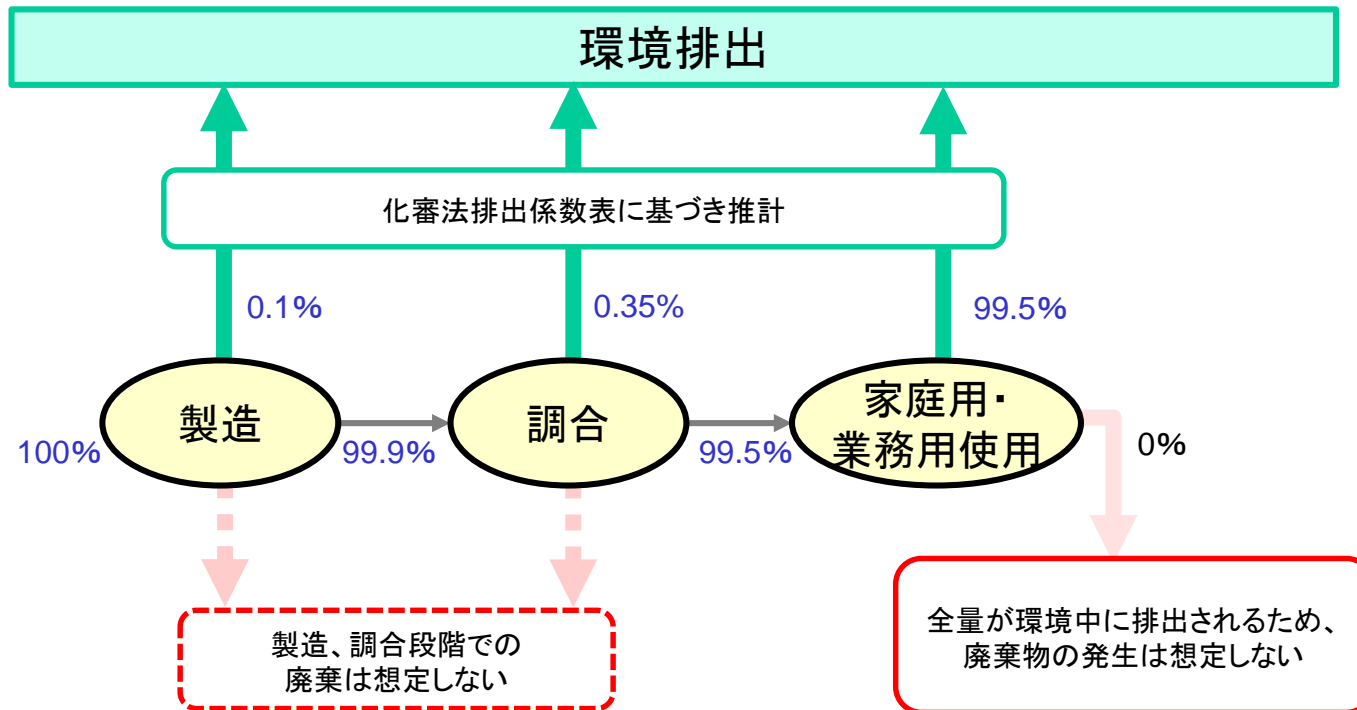 環境排出
化審法排出係数表に基づき推計
0.1%
0.35%
99.5%
製造
調合
家庭用・
業務用使用
100%
99.9%
99.5%
0%
製造、調合段階での
廃棄は想定しない
全量が環境中に排出されるため、
廃棄物の発生は想定しない